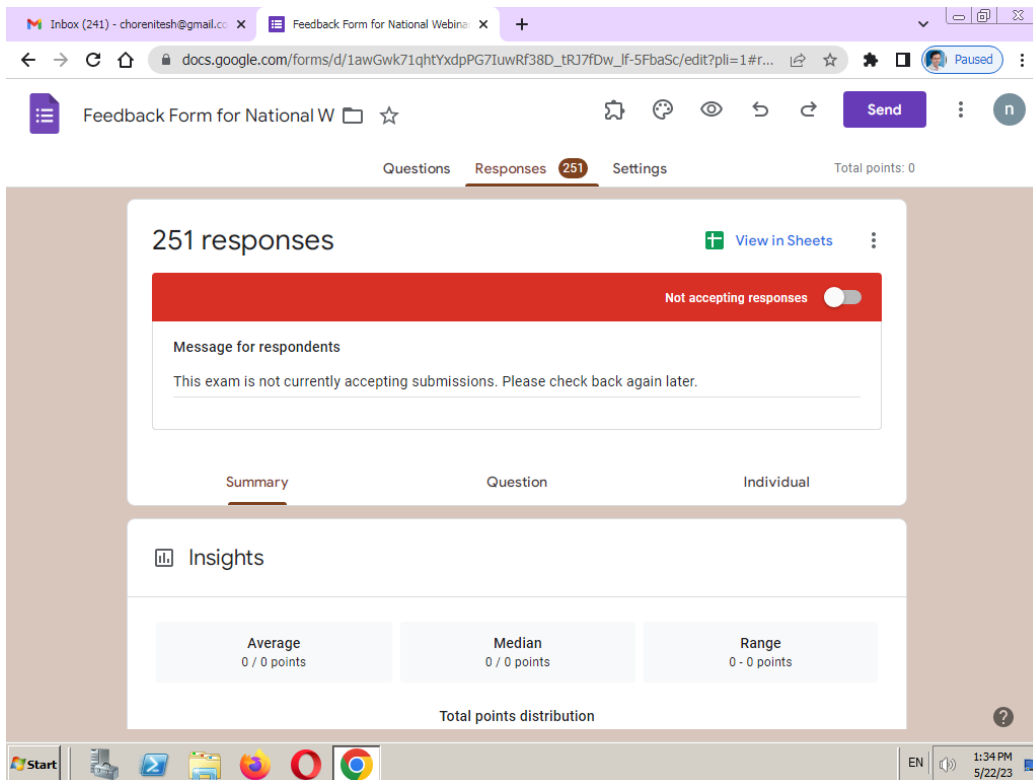 Inbox (241) - chorenitesh@gmail.co
Feedback Form for National Webina
docs.google.com/forms/d/1awGwk71qhtYxdpPG7IuwRf38D_tRJ7fDw_lf-5FbaSc/edit?pli=1#r...
Paused
Feedback Form for National W
Send
n
Questions Responses 251 Settings
Total points: 0
251 responses
View in Sheets
Not accepting responses
Message for respondents
This exam is not currently accepting submissions. Please check back again later.
Summary Question Individual
Insights
Average Median Range
0 / 0 points 0 / 0 points 0 - 0 points
Total points distribution
Start
EN
1:34 PM
5/22/23